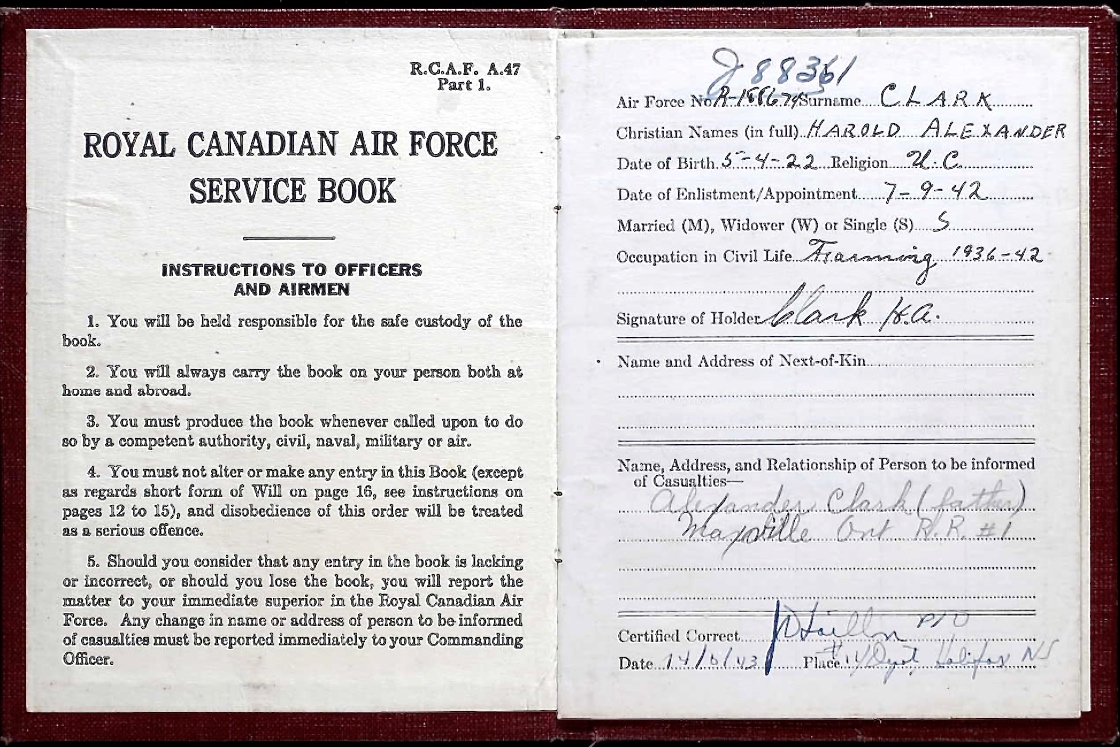 R.C.A.F. A.47
Part 1.
ROYAL CANADIAN AIR FORCE
SERVICE BOOK
INSTRUCTIONS TO OFFICERS
AND AIRMEN
1. You will be held responsible for the safe custody of the
book.
2. You will always carry the book on your person both at
home and abroad.
3. You must produce the book whenever called upon to do
so by a competent authority, civil, naval, military or air.
4. You must not alter or make any entry in this Book (except
as regards short form of Will on page 16, see instructions on
pages 12 to 15), and disobedience of this order will be treated
as a serious offence.
5. Should you consider that any entry in the book is lacking
or incorrect, or should you lose the book, you will report the
matter to your immediate superior in the Royal Canadian Air
Force. Any change in name or address of person to be informed
of casualties must be reported immediately to your Commanding
Officer.
J 88361
Air Force No. Surname CLARK
Christian Names (in full) HAROLD ALEXANDER
Date of Birth 5-4-22 Religion U.C.
Date of Enlistment/Appointment 7-9-42
Married (M), Widower (W) or Single (S) S
Occupation in Civil Life Farming 1936-42
Signature of Holder Clark H.A.
Name and Address of Next-of-Kin
Name, Address, and Relationship of Person to be informed
of Casualties—
Alexander Clark (father)
Maxville Ont R.R. #1
Certified Correct P/O
Date Place "Y" Depot, Halifax NS